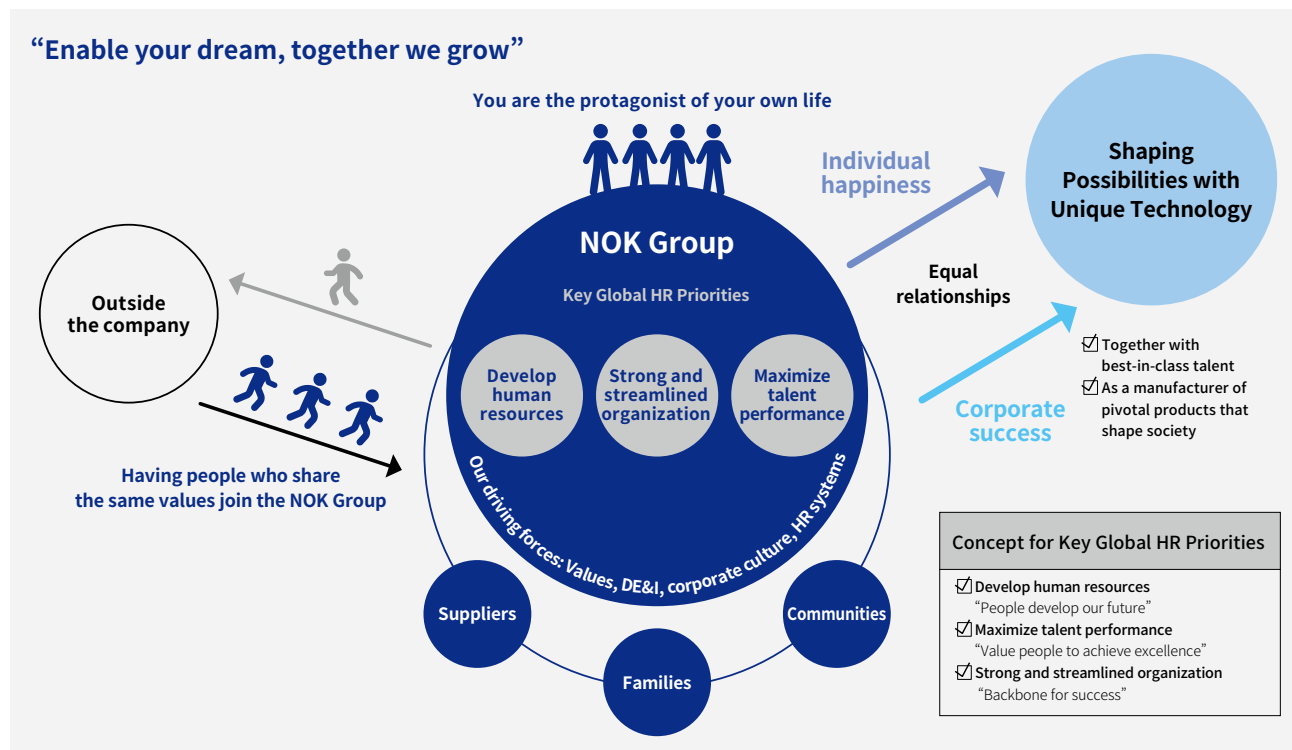 “Enable your dream, together we grow”
You are the protagonist of your own life
Individual
happiness
Shaping
Possibilities with
Unique Technology
NOK Group
Key Global HR Priorities
Equal
relationships
Outside
the company
Develop
human
resources
Strong and
streamlined
organization
Maximize
talent
performance
Together with
best-in-class talent
As a manufacturer of
pivotal products that
shape society
Corporate
success
Having people who share
the same values join the NOK Group
Our driving forces: Values, DE&I, corporate culture, HR systems
Suppliers
Families
Communities
Concept for Key Global HR Priorities
Develop human resources
“People develop our future”
Maximize talent performance
“Value people to achieve excellence”
Strong and streamlined organization
“Backbone for success”